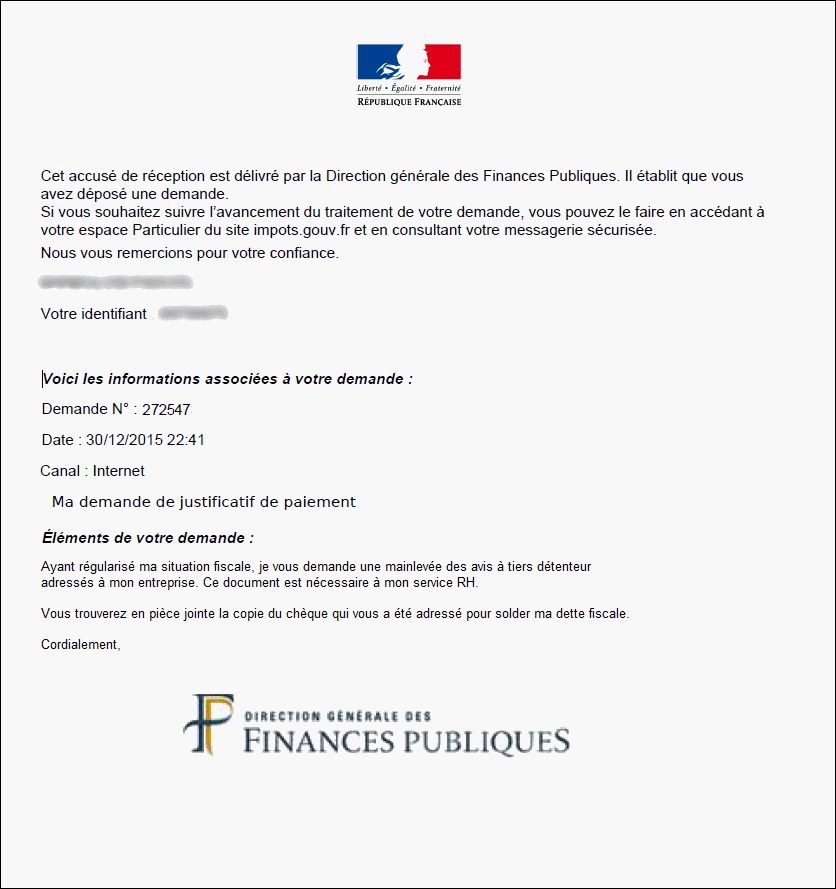 Liberté • Égalité • Fraternité
RÉPUBLIQUE FRANÇAISE
Cet accusé de réception est délivré par la Direction générale des Finances Publiques. Il établit que vous
avez déposé une demande.
Si vous souhaitez suivre l'avancement du traitement de votre demande, vous pouvez le faire en accédant à
votre espace Particulier du site impots.gouv.fr et en consultant votre messagerie sécurisée.
Nous vous remercions pour votre confiance.
Votre identifiant
Voici les informations associées à votre demande :
Demande N° : 272547
Date : 30/12/2015 22:41
Canal : Internet
Ma demande de justificatif de paiement
Éléments de votre demande :
Ayant régularisé ma situation fiscale, je vous demande une mainlevée des avis à tiers détenteur
adressés à mon entreprise. Ce document est nécessaire à mon service RH.
Vous trouverez en pièce jointe la copie du chèque qui vous a été adressé pour solder ma dette fiscale.
Cordialement,
DIRECTION GÉNÉRALE DES
FINANCES PUBLIQUES